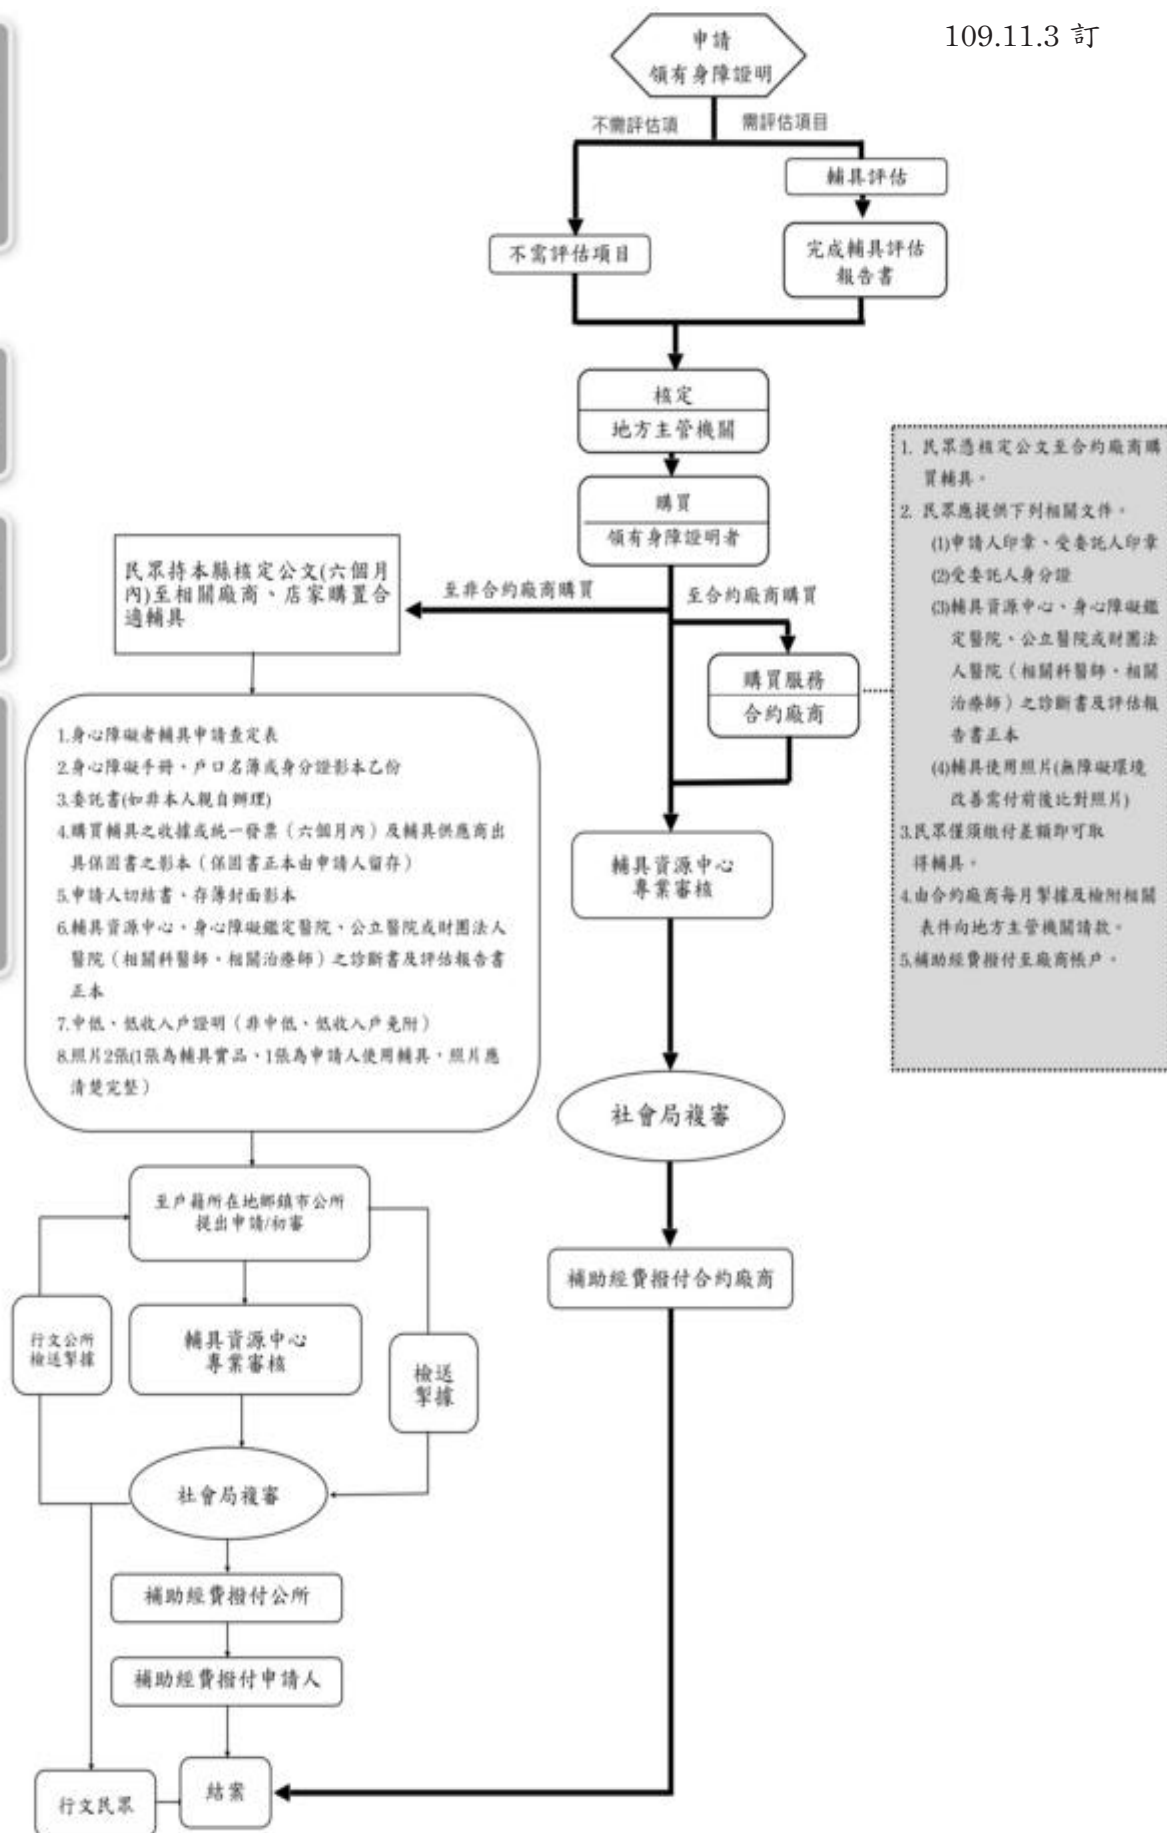 109.11.3 訂
申請
領有身障證明
不需評估項
需評估項目
輔具評估
不需評估項目
完成輔具評估
報告書
核定
地方主管機關
購買
領有身障證明者
至非合約廠商購買
至合約廠商購買
民眾持本縣核定公文(六個月
內)至相關廠商、店家購置合
適輔具
購買服務
合約廠商
1. 民眾憑核定公文至合約廠商購
買輔具。
2. 民眾應提供下列相關文件。
(1)申請人印章、受委託人印章
(2)受委託人身分證
(3)輔具資源中心、身心障礙鑑
定醫院、公立醫院或財團法
人醫院（相關科醫師、相關
治療師）之診斷書及評估報
告書正本
(4)輔具使用照片(無障礙環境
改善需付前後比對照片)
3.民眾僅須繳付差額即可取
得輔具。
4.由合約廠商每月掣據及檢附相關
表件向地方主管機關請款。
5.補助經費撥付至廠商帳戶。
1.身心障礙者輔具申請查定表
2.身心障礙手冊、戶口名薄或身分證影本乙份
3.委託書(如非本人親自辦理)
4.購買輔具之收據或統一發票（六個月內）及輔具供應商出
具保固書之影本（保固書正本由申請人留存）
5.申請人切結書、存薄封面影本
6.輔具資源中心、身心障礙鑑定醫院、公立醫院或財團法人
醫院（相關科醫師、相關治療師）之診斷書及評估報告書
正本
7.中低、低收入戶證明（非中低、低收入戶免附）
8.照片2張(1張為輔具實品、1張為申請人使用輔具，照片應
清楚完整）
輔具資源中心
專業審核
社會局複審
補助經費撥付合約廠商
至戶籍所在地鄉鎮市公所
提出申請/初審
行文公所
檢送掣據
輔具資源中心
專業審核
檢送
掣據
社會局複審
補助經費撥付公所
補助經費撥付申請人
行文民眾
結案